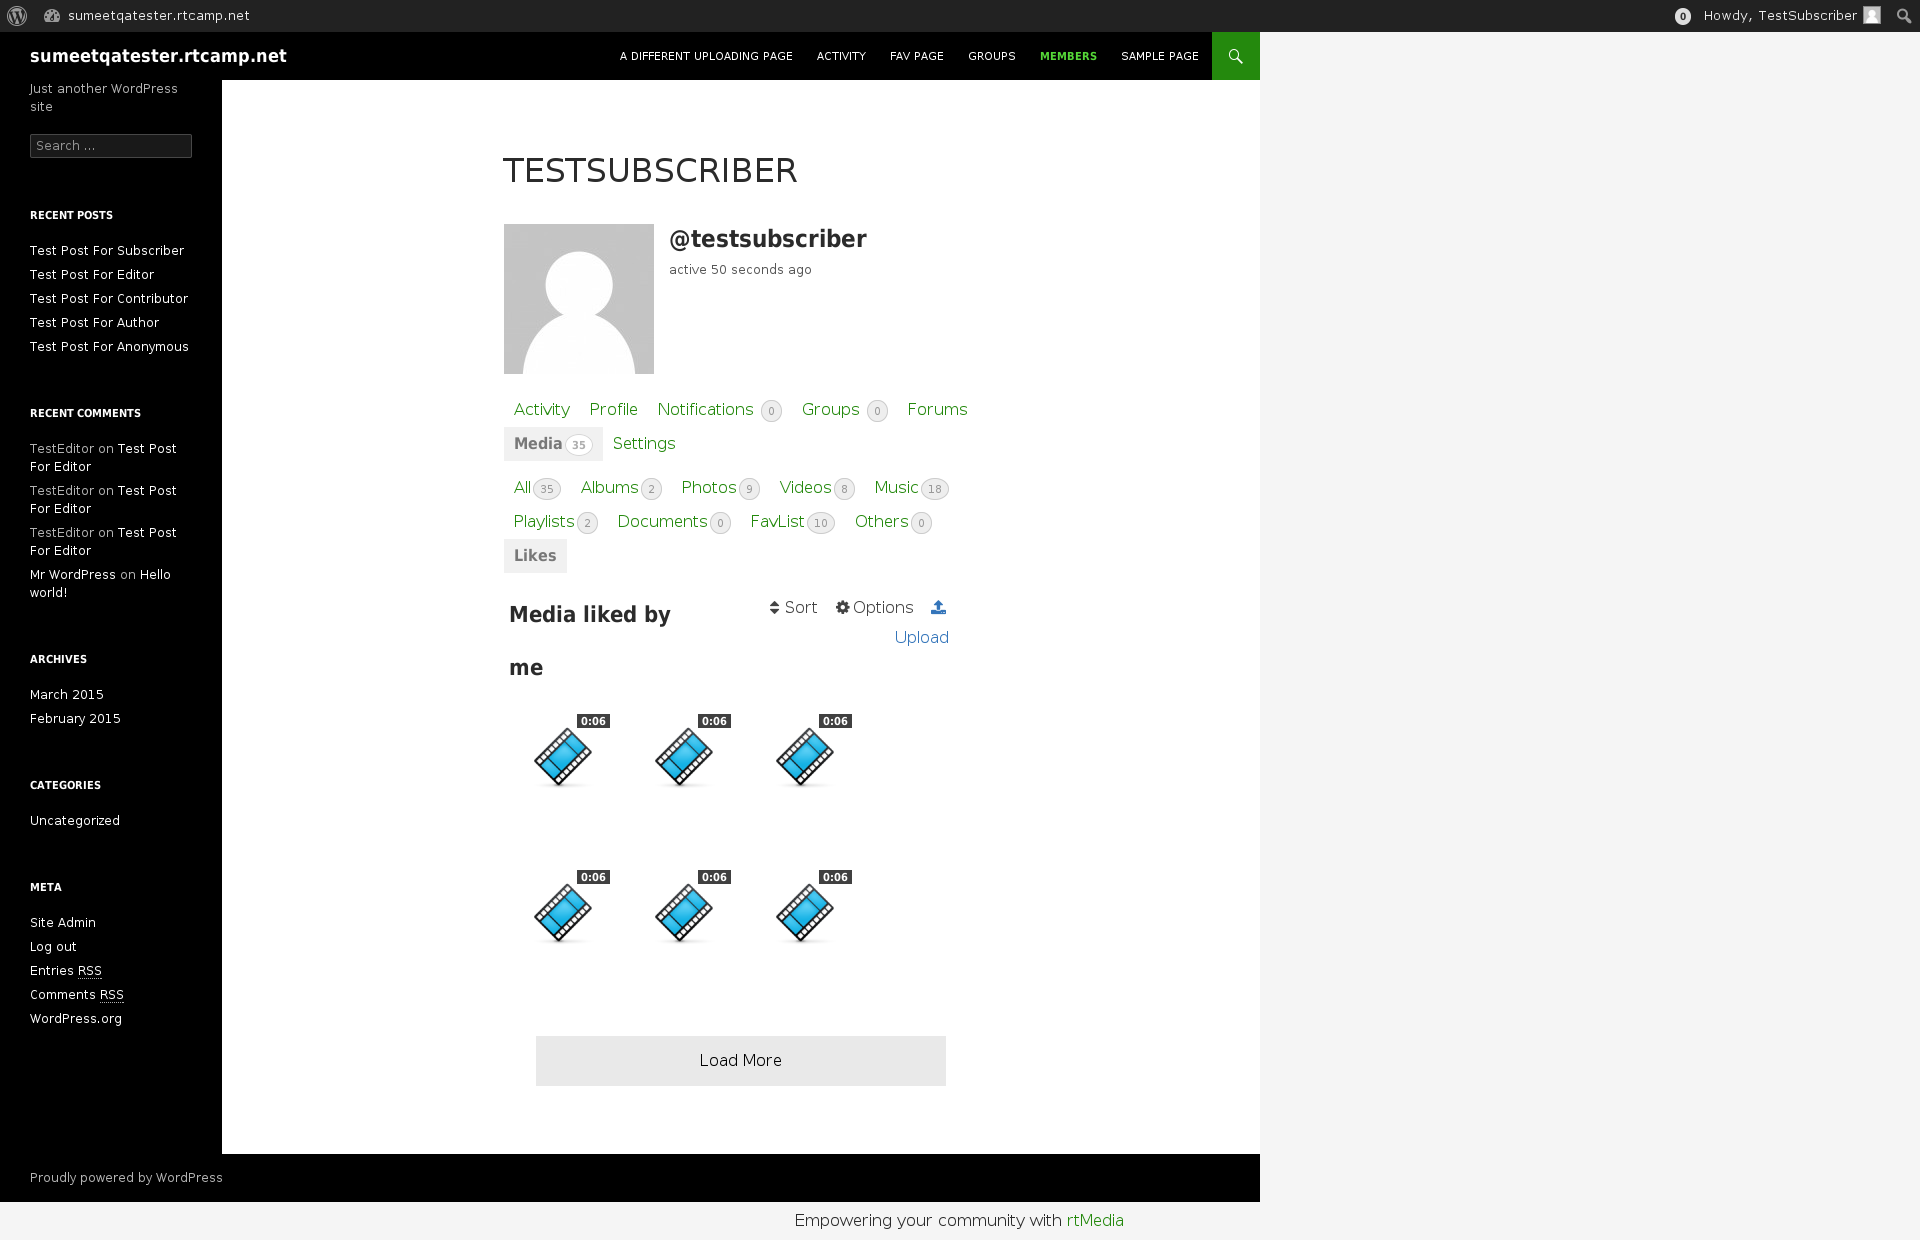 sumeetqatester.rtcamp.net
0 Howdy, TestSubscriber
sumeetqatester.rtcamp.net
A DIFFERENT UPLOADING PAGE ACTIVITY FAV PAGE GROUPS MEMBERS SAMPLE PAGE
Just another WordPress
site
Search ...
RECENT POSTS
Test Post For Subscriber
Test Post For Editor
Test Post For Contributor
Test Post For Author
Test Post For Anonymous
RECENT COMMENTS
TestEditor on Test Post
For Editor
TestEditor on Test Post
For Editor
TestEditor on Test Post
For Editor
Mr WordPress on Hello
world!
ARCHIVES
March 2015
February 2015
CATEGORIES
Uncategorized
META
Site Admin
Log out
Entries RSS
Comments RSS
WordPress.org
TESTSUBSCRIBER
@testsubscriber
active 50 seconds ago
Activity Profile Notifications 0 Groups 0 Forums
Media 35 Settings
All 35 Albums 2 Photos 9 Videos 8 Music 18
Playlists 2 Documents 0 FavList 10 Others 0
Likes
Media liked by
me
Sort Options
Upload
0:06 0:06 0:06
0:06 0:06 0:06
Load More
Proudly powered by WordPress
Empowering your community with rtMedia